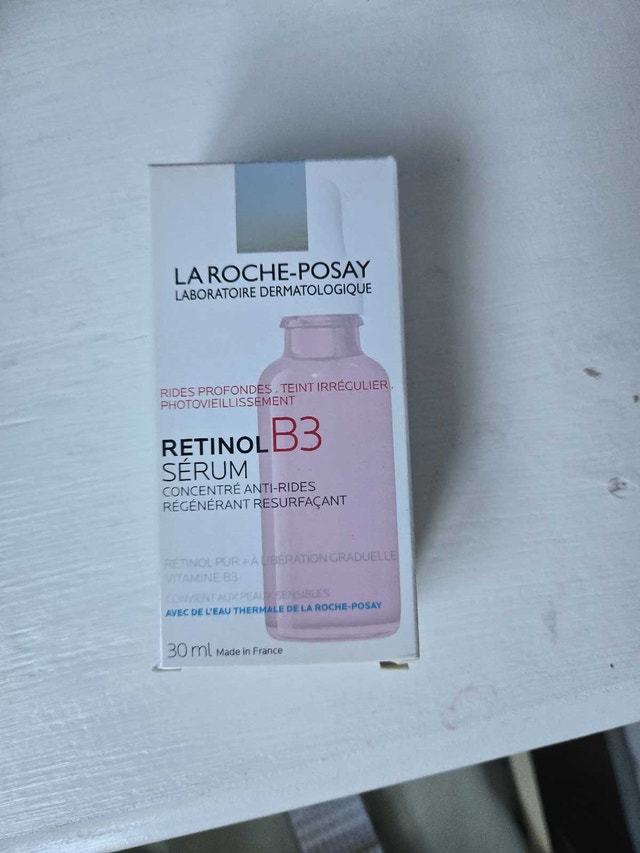 LA ROCHE-POSAY
LABORATOIRE DERMATOLOGIQUE
RIDES PROFONDES . TEINT IRRÉGULIER .
PHOTOVIEILLISSEMENT
RETINOL B3
SÉRUM
CONCENTRÉ ANTI-RIDES
RÉGÉNÉRANT RESURFAÇANT
RÉTINOL PUR + À LIBÉRATION GRADUELLE
VITAMINE B3
CONVIENT AUX PEAUX SENSIBLES
AVEC DE L'EAU THERMALE DE LA ROCHE-POSAY
30 ml Made in France